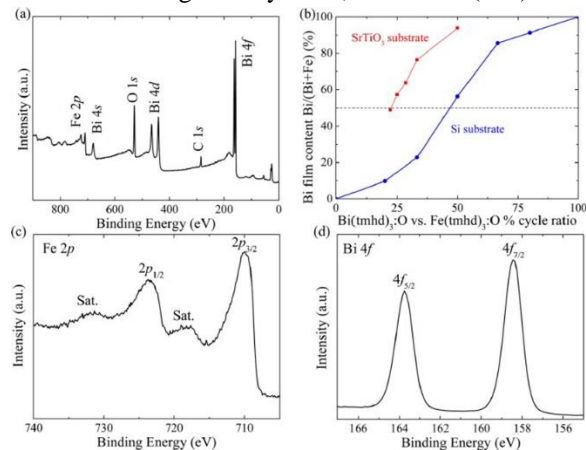 (a)
Intensity (a.u.)
Fe 2p
Bi 4s
O 1s
Bi 4d
C 1s
Bi 4f
800 600 400 200 0
Binding Energy (eV)
(b)
Bi film content Bi/(Bi+Fe) (%)
100
80
60
40
20
0
SrTiO3 substrate
Si substrate
0 25 50 75 100
Bi(tmhd)3:O vs. Fe(tmhd)3:O % cycle ratio
(c)
Fe 2p
Intensity (a.u.)
Sat.
2p1/2
Sat.
2p3/2
740 730 720 710
Binding Energy (eV)
(d)
Bi 4f
Intensity (a.u.)
4f5/2
4f7/2
166 164 162 160 158 156
Binding Energy (eV)